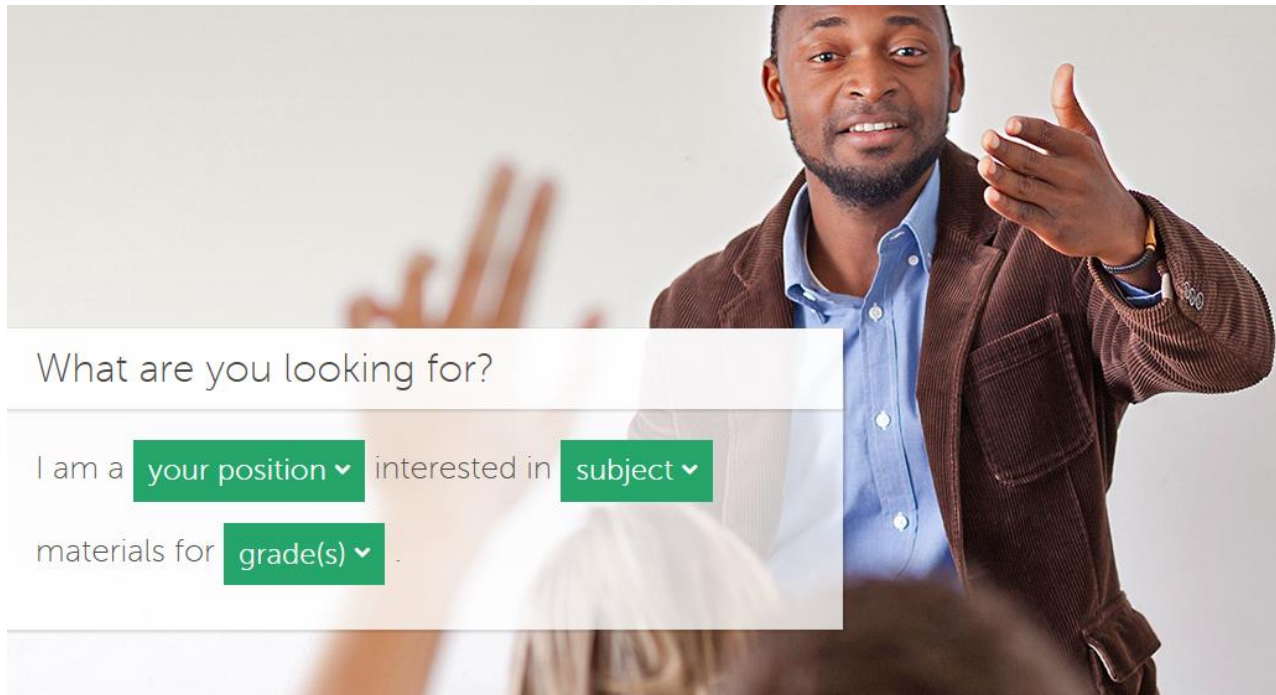 What are you looking for?
I am a your position interested in subject
materials for grade(s) .